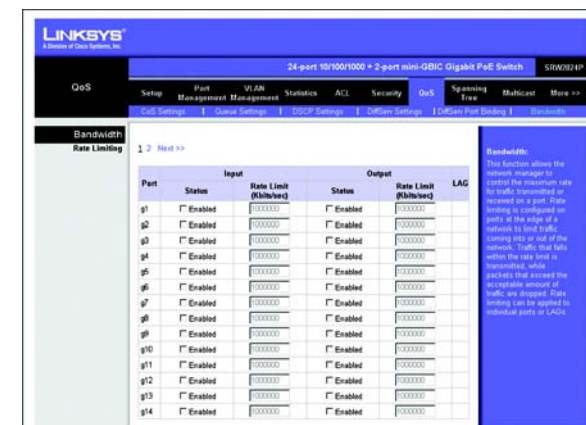 LINKSYS®
A Division of Cisco Systems, Inc.
24-port 10/100/1000 + 2-port mini-GBIC Gigabit PoE Switch SRW2024P
QoS
Setup Port Management VLAN Management Statistics ACL Security QoS Spanning Tree Multicast More >>
CoS Settings | Queue Settings | DSCP Settings | DiffServ Settings | DiffServ Port Binding | Bandwidth
Bandwidth
Rate Limiting
1 2 Next >>
Port Input Output LAG
Status Rate Limit (Kbits/sec) Status Rate Limit (Kbits/sec)
g1 Enabled 1000000 Enabled 1000000
g2 Enabled 1000000 Enabled 1000000
g3 Enabled 1000000 Enabled 1000000
g4 Enabled 1000000 Enabled 1000000
g5 Enabled 1000000 Enabled 1000000
g6 Enabled 1000000 Enabled 1000000
g7 Enabled 1000000 Enabled 1000000
g8 Enabled 1000000 Enabled 1000000
g9 Enabled 1000000 Enabled 1000000
g10 Enabled 1000000 Enabled 1000000
g11 Enabled 1000000 Enabled 1000000
g12 Enabled 1000000 Enabled 1000000
g13 Enabled 1000000 Enabled 1000000
g14 Enabled 1000000 Enabled 1000000
Bandwidth:
This function allows the
network manager to
control the maximum rate
for traffic transmitted or
received on a port. Rate
limiting is configured on
ports at the edge of a
network to limit traffic
coming into or out of the
network. Traffic that falls
within the rate limit is
transmitted, while
packets that exceed the
acceptable amount of
traffic are dropped. Rate
limiting can be applied to
individual ports or LAGs